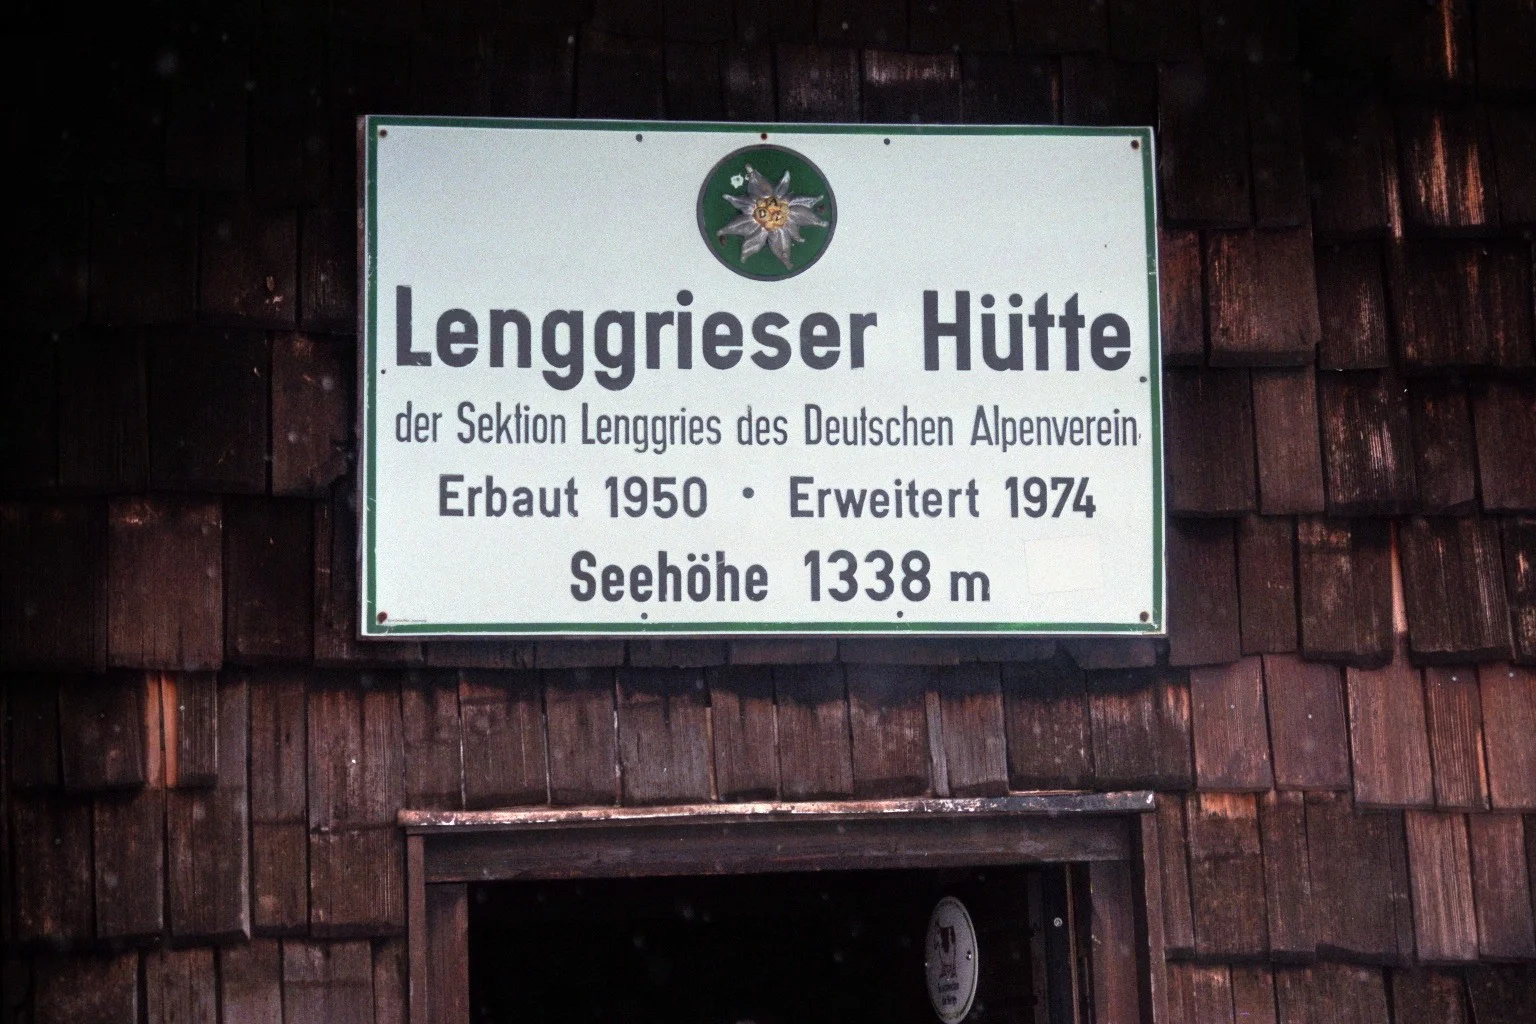 Lenggrieser Hütte
der Sektion Lenggries des Deutschen Alpenverein
Erbaut 1950 · Erweitert 1974
Seehöhe 1338 m